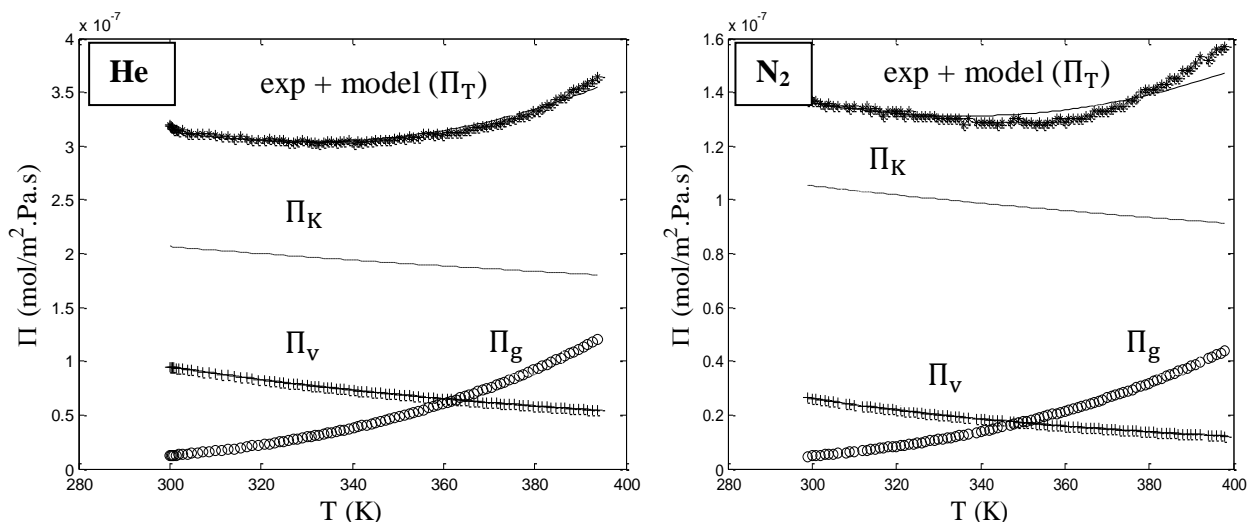 x 10⁻⁷
4
He
exp + model (Π_T)
3.5
3
2.5
Π_K
2
1.5
Π_v
Π_g
1
0.5
0
280 300 320 340 360 380 400
Π (mol/m².Pa.s)
T (K)
x 10⁻⁷
1.6
N₂
exp + model (Π_T)
1.4
1.2
Π_K
1
0.8
0.6
Π_g
0.4
Π_v
0.2
0
280 300 320 340 360 380 400
Π (mol/m².Pa.s)
T (K)